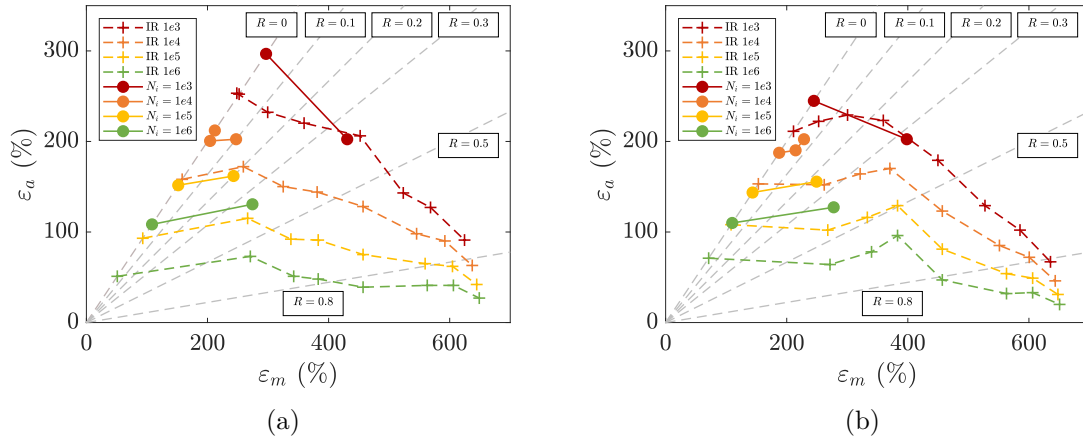 R = 0
R = 0.1
R = 0.2
R = 0.3
R = 0.5
R = 0.8
IR 1e3
IR 1e4
IR 1e5
IR 1e6
N_i = 1e3
N_i = 1e4
N_i = 1e5
N_i = 1e6
300
200
100
0
ε_a (%)
0
200
400
600
ε_m (%)
(a)
R = 0
R = 0.1
R = 0.2
R = 0.3
R = 0.5
R = 0.8
IR 1e3
IR 1e4
IR 1e5
IR 1e6
N_i = 1e3
N_i = 1e4
N_i = 1e5
N_i = 1e6
300
200
100
0
ε_a (%)
0
200
400
600
ε_m (%)
(b)